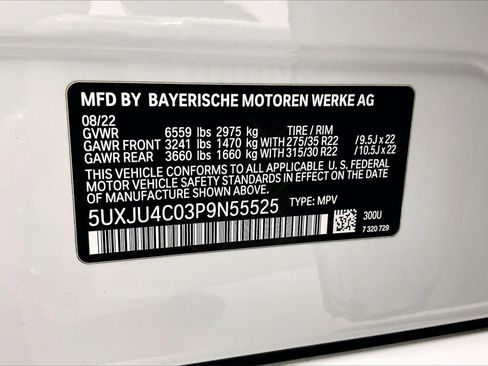 MFD BY BAYERISCHE MOTOREN WERKE AG
08/22
GVWR 6559 lbs 2975 kg TIRE / RIM
GAWR FRONT 3241 lbs 1470 kg 275/35 R22 / 9.5J x 22
GAWR REAR 3660 lbs 1660 kg 315/30 R22 / 10.5J x 22
THIS VEHICLE CONFORMS TO ALL APPLICABLE U. S. FEDERAL
MOTOR VEHICLE SAFETY AND THEFT PREVENTION STANDARDS
IN EFFECT ON THE DATE OF MANUFACTURE SHOWN ABOVE.
5UXJU4C03P9N55525 TYPE: MPV
300U
7 320 729